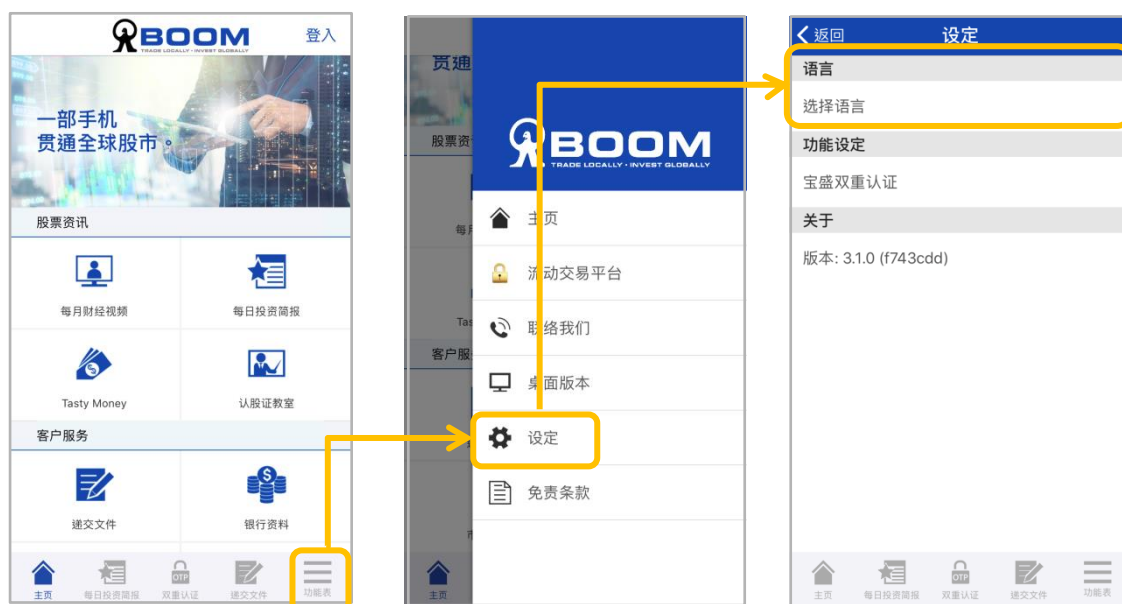 BOOM
TRADE LOCALLY · INVEST GLOBALLY
登入
一部手机
贯通全球股市。
股票资讯
每月财经视频
每日投资简报
Tasty Money
认股证教室
客户服务
递交文件
银行资料
主页
每日投资简报
OTP
双重认证
递交文件
功能表
贯通
股票资
每月
Tas
客户服
主页
BOOM
TRADE LOCALLY · INVEST GLOBALLY
主页
流动交易平台
联络我们
桌面版本
设定
免责条款
返回
设定
语言
选择语言
功能设定
宝盛双重认证
关于
版本: 3.1.0 (f743cdd)
主页
每日投资简报
OTP
双重认证
递交文件
功能表